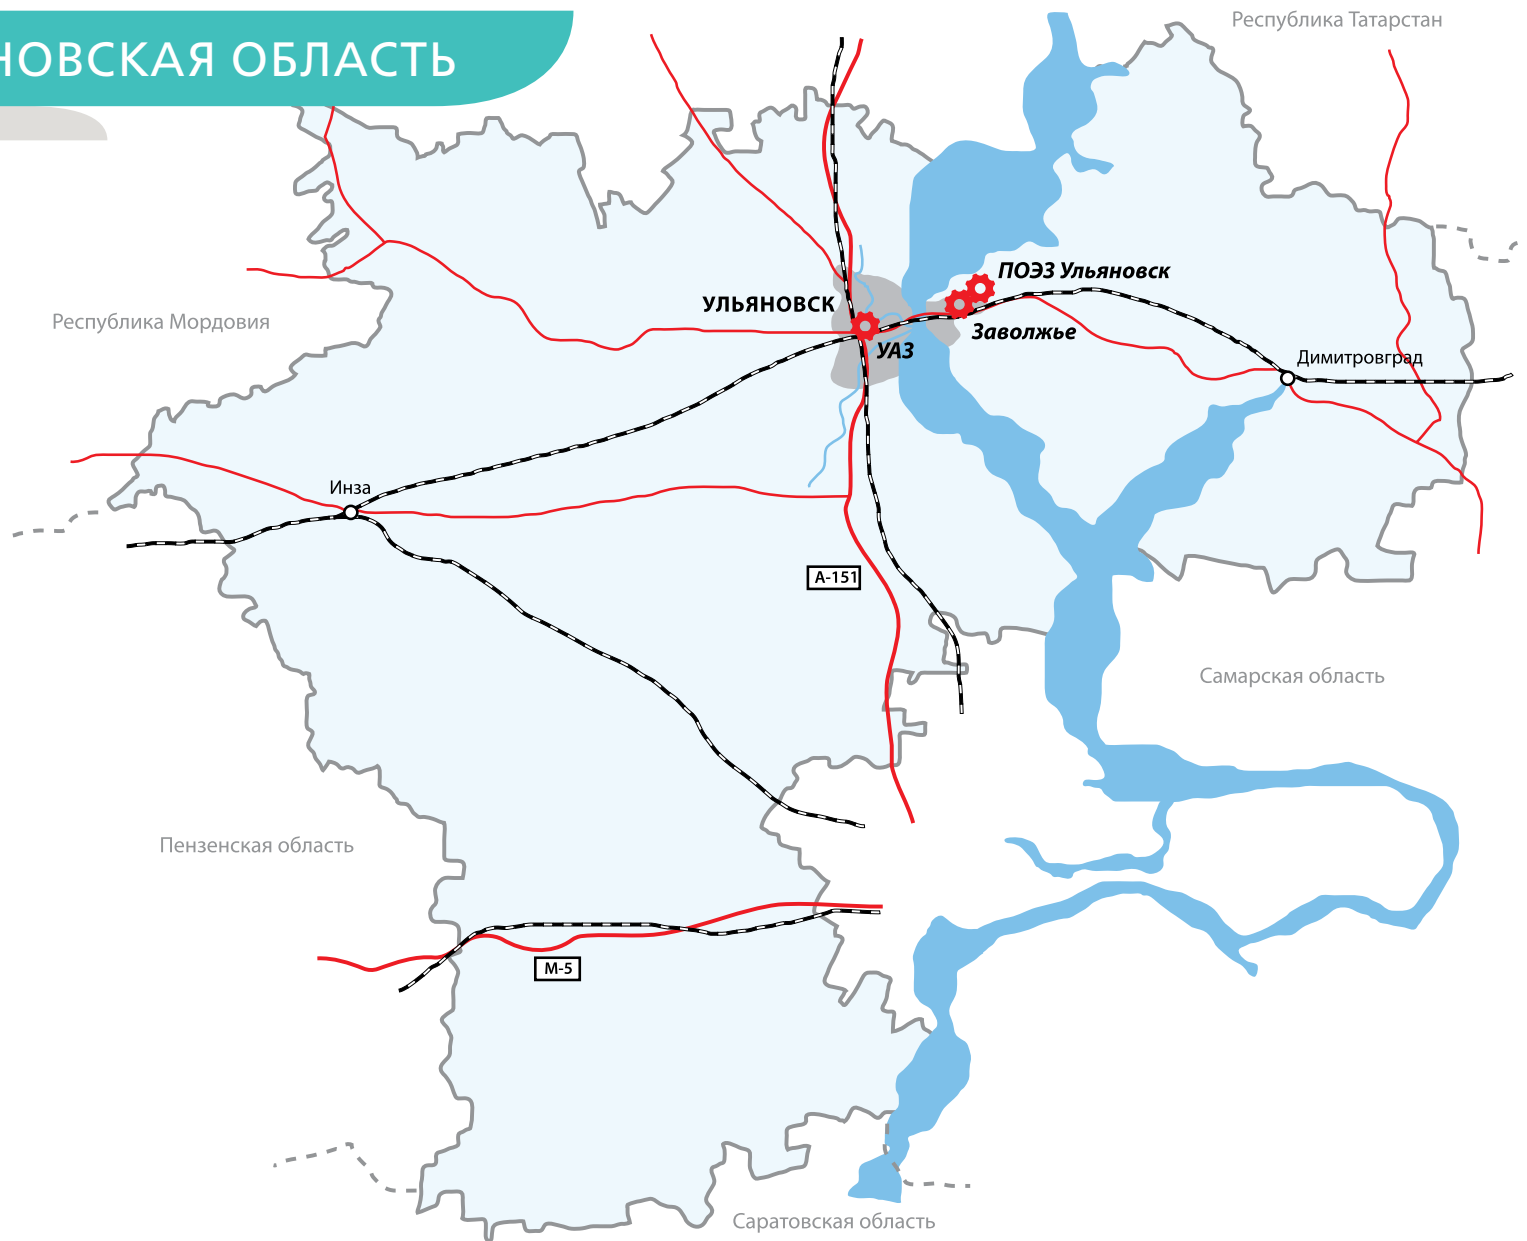 НОВСКАЯ ОБЛАСТЬ
Республика Татарстан
ПОЭЗ Ульяновск
УЛЬЯНОВСК
Республика Мордовия
Заволжье
УАЗ
Димитровград
Инза
А-151
Самарская область
Пензенская область
М-5
Саратовская область